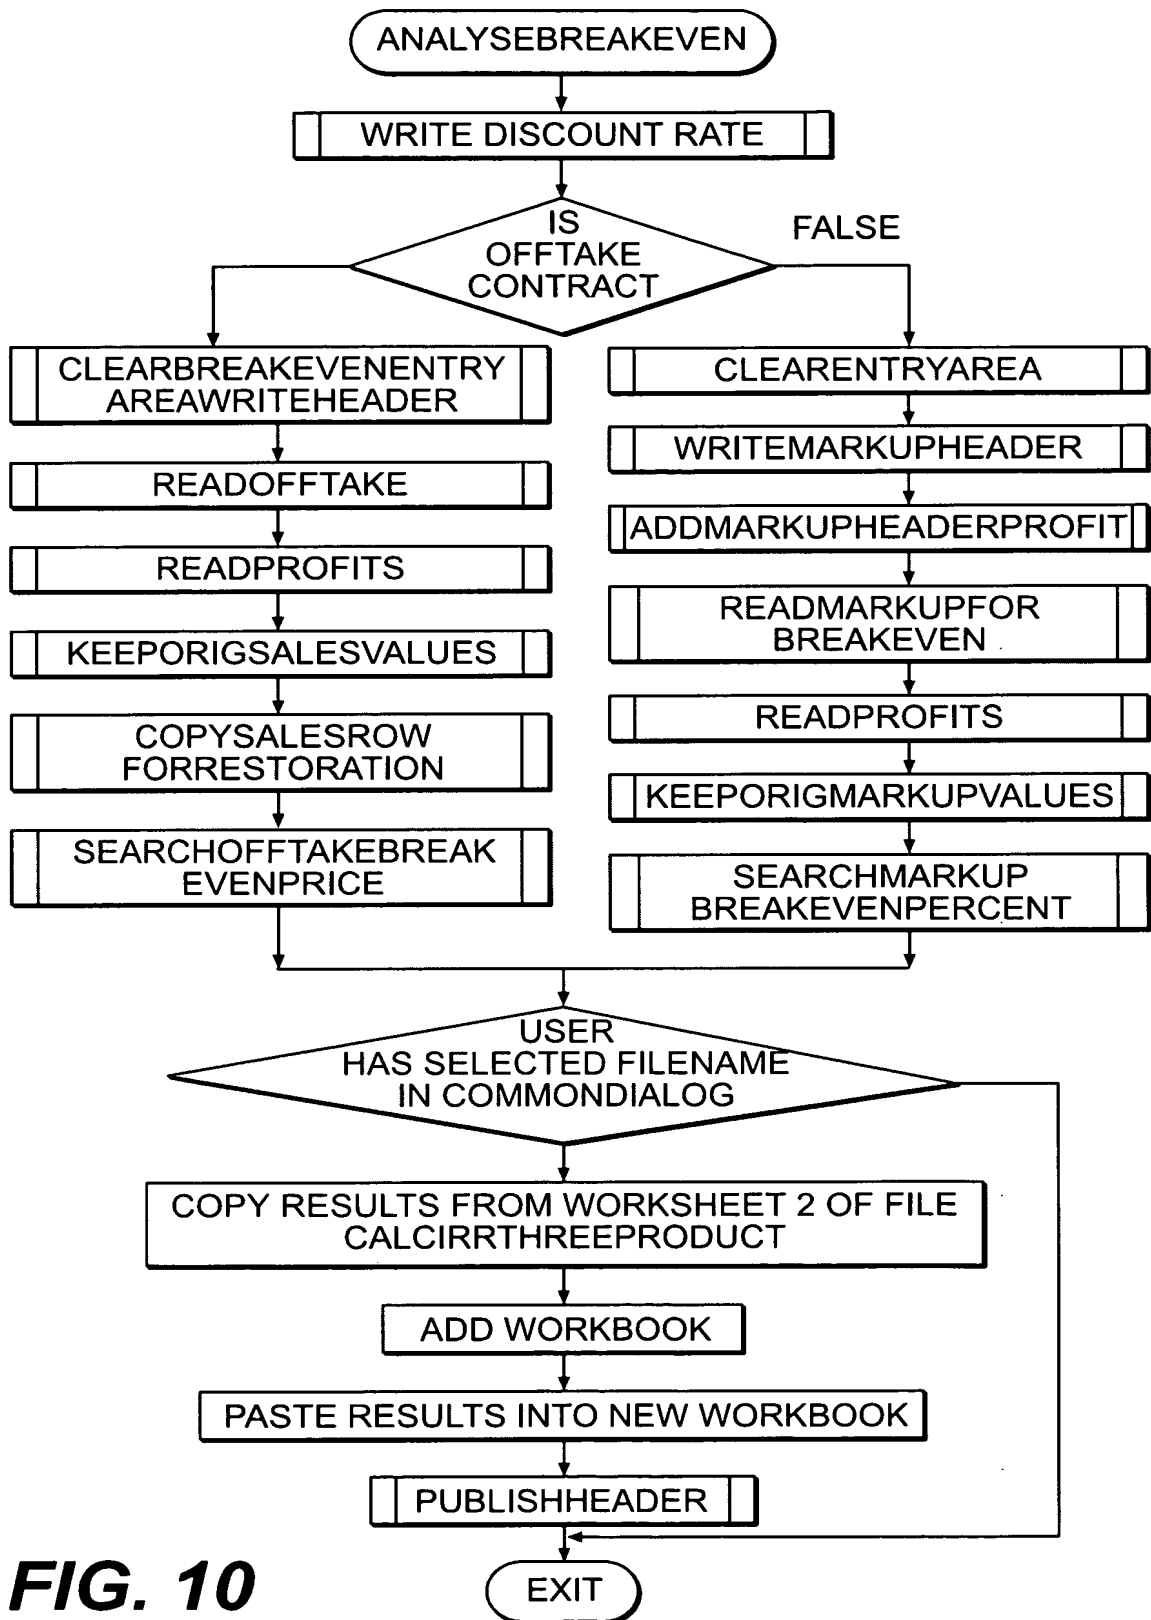 ANALYSEBREAKEVEN
WRITE DISCOUNT RATE
IS
OFFTAKE
CONTRACT
FALSE
CLEARBREAKEVENENTRY
AREAWRITEHEADER
READOFFTAKE
READPROFITS
KEEPORIGSALESVALUES
COPYSALESROW
FORRESTORATION
SEARCHOFFTAKEBREAK
EVENPRICE
CLEARENTRYAREA
WRITEMARKUPHEADER
ADDMARKUPHEADERPROFIT
READMARKUPFOR
BREAKEVEN
READPROFITS
KEEPORIGMARKUPVALUES
SEARCHMARKUP
BREAKEVENPERCENT
USER
HAS SELECTED FILENAME
IN COMMONDIALOG
COPY RESULTS FROM WORKSHEET 2 OF FILE
CALCIRRTHREEPRODUCT
ADD WORKBOOK
PASTE RESULTS INTO NEW WORKBOOK
PUBLISHHEADER
EXIT
FIG. 10